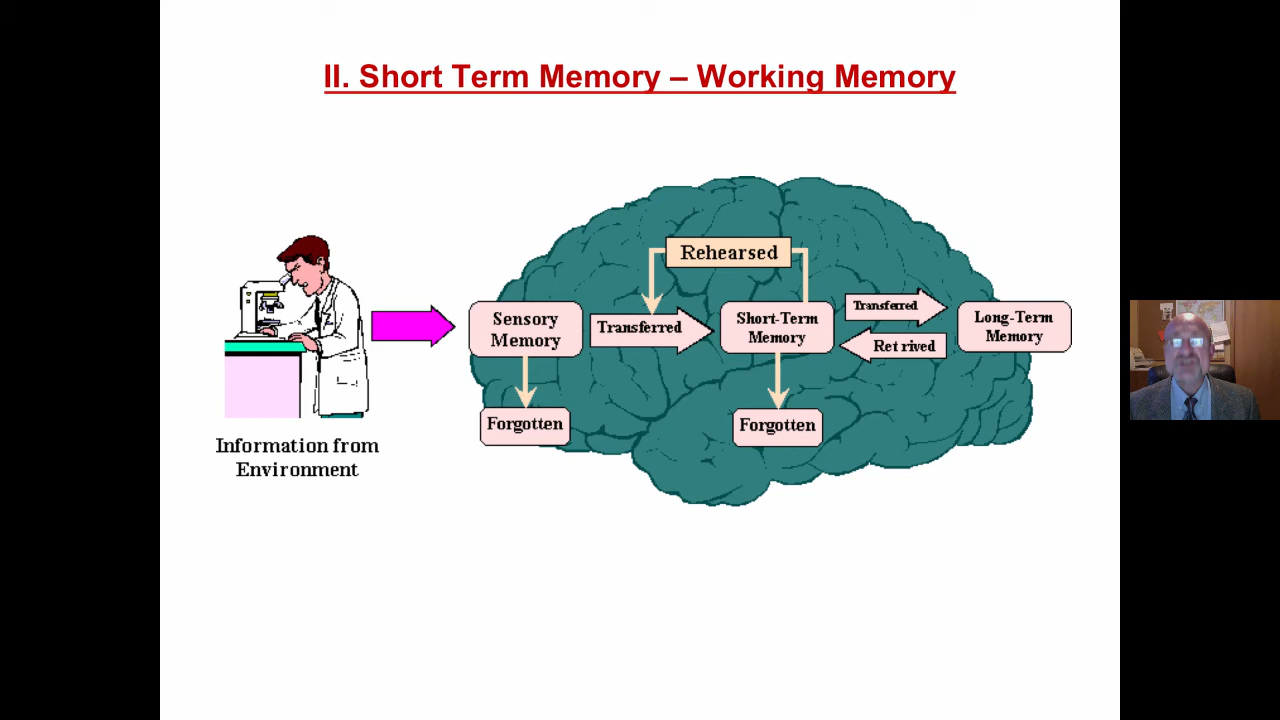 II. Short Term Memory – Working Memory
Rehearsed
Sensory
Memory
Transferred
Short-Term
Memory
Transferred
Ret rived
Long-Term
Memory
Forgotten
Forgotten
Information from
Environment